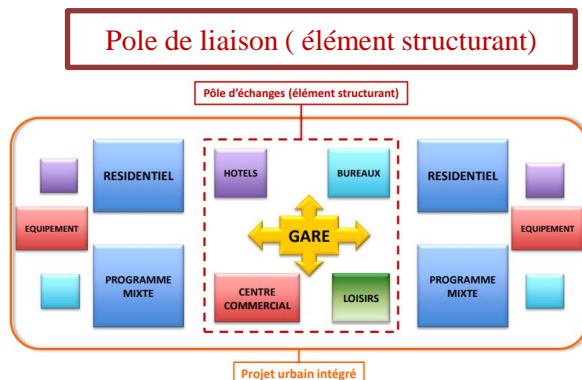 Pole de liaison ( élément structurant)
Pôle d'échanges (élément structurant)
RESIDENTIEL
HOTELS
BUREAUX
RESIDENTIEL
EQUIPEMENT
GARE
EQUIPEMENT
PROGRAMME
MIXTE
CENTRE
COMMERCIAL
LOISIRS
PROGRAMME
MIXTE
Projet urbain intégré